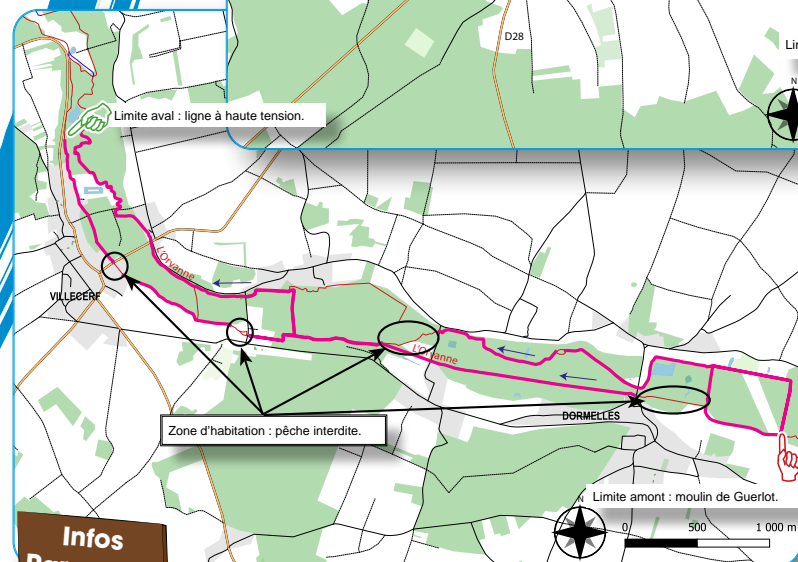 D28
Lim
N
Limite aval : ligne à haute tension.
L'Orvanne
VILLECERF
L'Orvanne
Zone d'habitation : pêche interdite.
DORMELLES
N
Limite amont : moulin de Guerlot.
0 500 1 000 m
Infos